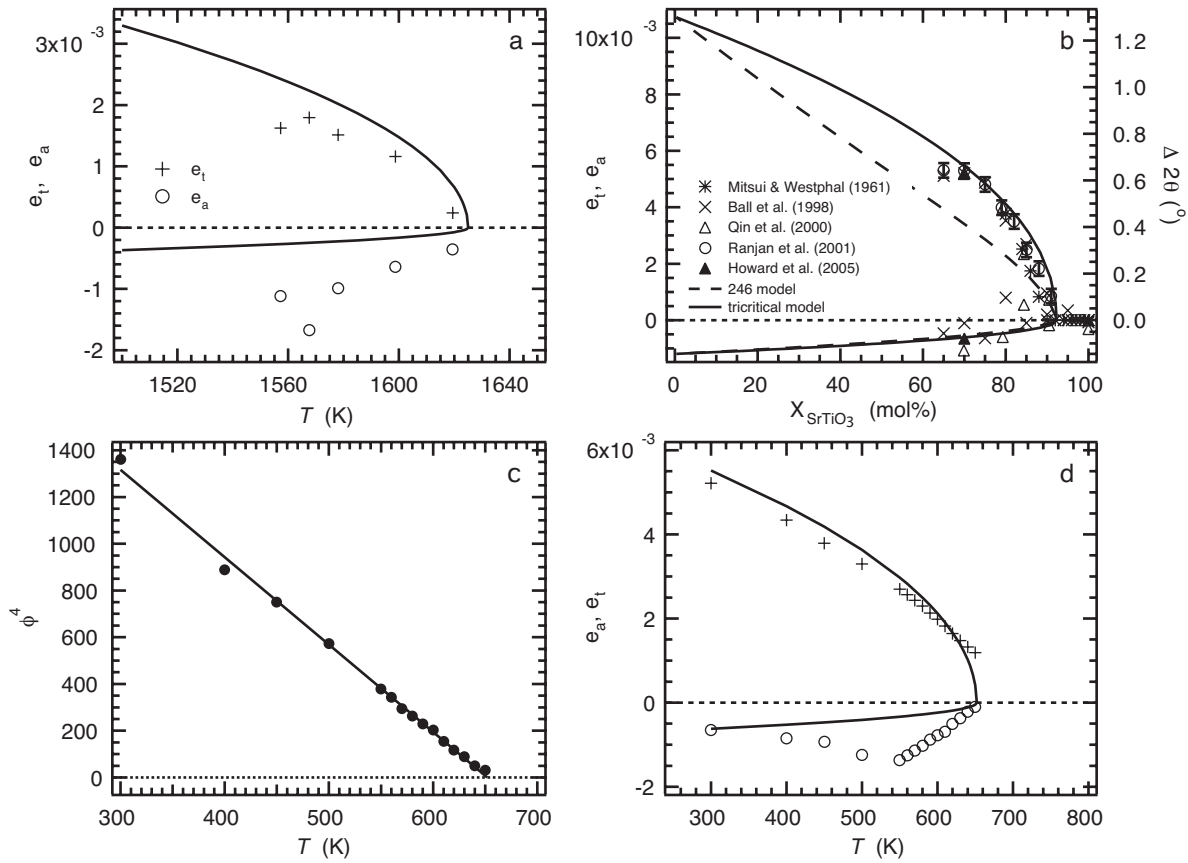 a
3x10 -3
2
1
0
-1
-2
e_t, e_a
e_t
e_a
1520
1560
1600
1640
T (K)
b
10x10 -3
8
6
4
2
0
e_t, e_a
1.2
1.0
0.8
0.6
0.4
0.2
0.0
Δ 2θ (°)
Mitsui & Westphal (1961)
Ball et al. (1998)
Qin et al. (2000)
Ranjan et al. (2001)
Howard et al. (2005)
246 model
tricritical model
0
20
40
60
80
100
X_SrTiO3 (mol%)
c
1400
1200
1000
800
600
400
200
0
ϕ^4
300
400
500
600
700
T (K)
d
6x10 -3
4
2
0
-2
e_a, e_t
300
400
500
600
700
800
T (K)